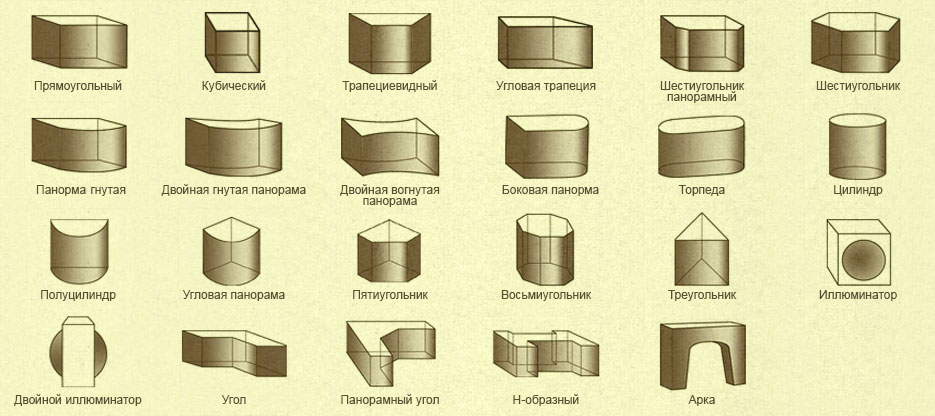 Прямоугольный
Кубический
Трапециевидный
Угловая трапеция
Шестиугольник
панорамный
Шестиугольник
Панорма гнутая
Двойная гнутая панорама
Двойная вогнутая
панорама
Боковая панорма
Торпеда
Цилиндр
Полуцилиндр
Угловая панорама
Пятиугольник
Восьмиугольник
Треугольник
Иллюминатор
Двойной иллюминатор
Угол
Панорамный угол
Н-образный
Арка